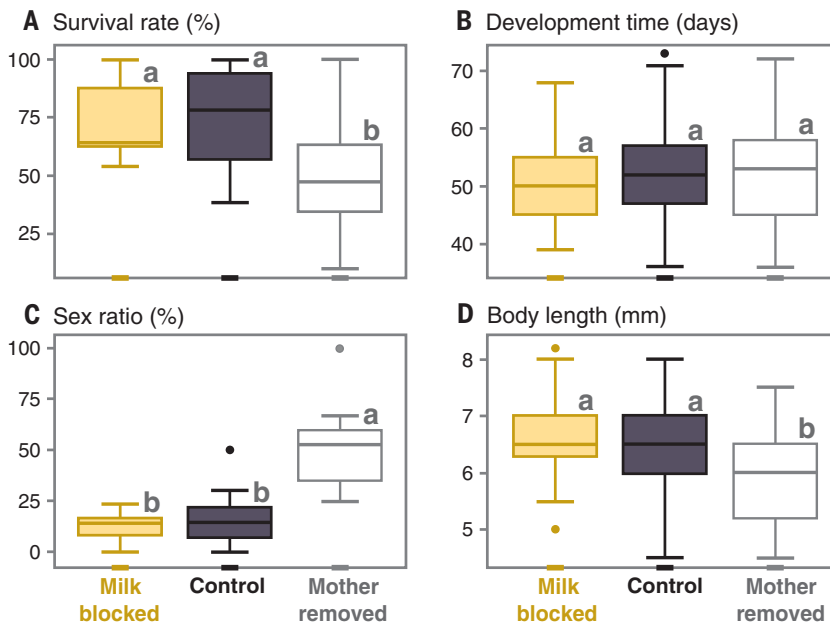 A Survival rate (%)
100
75
50
25
a
a
b
B Development time (days)
70
60
50
40
a
a
a
C Sex ratio (%)
100
75
50
25
0
b
b
a
Milk blocked
Control
Mother removed
D Body length (mm)
8
7
6
5
a
a
b
Milk blocked
Control
Mother removed